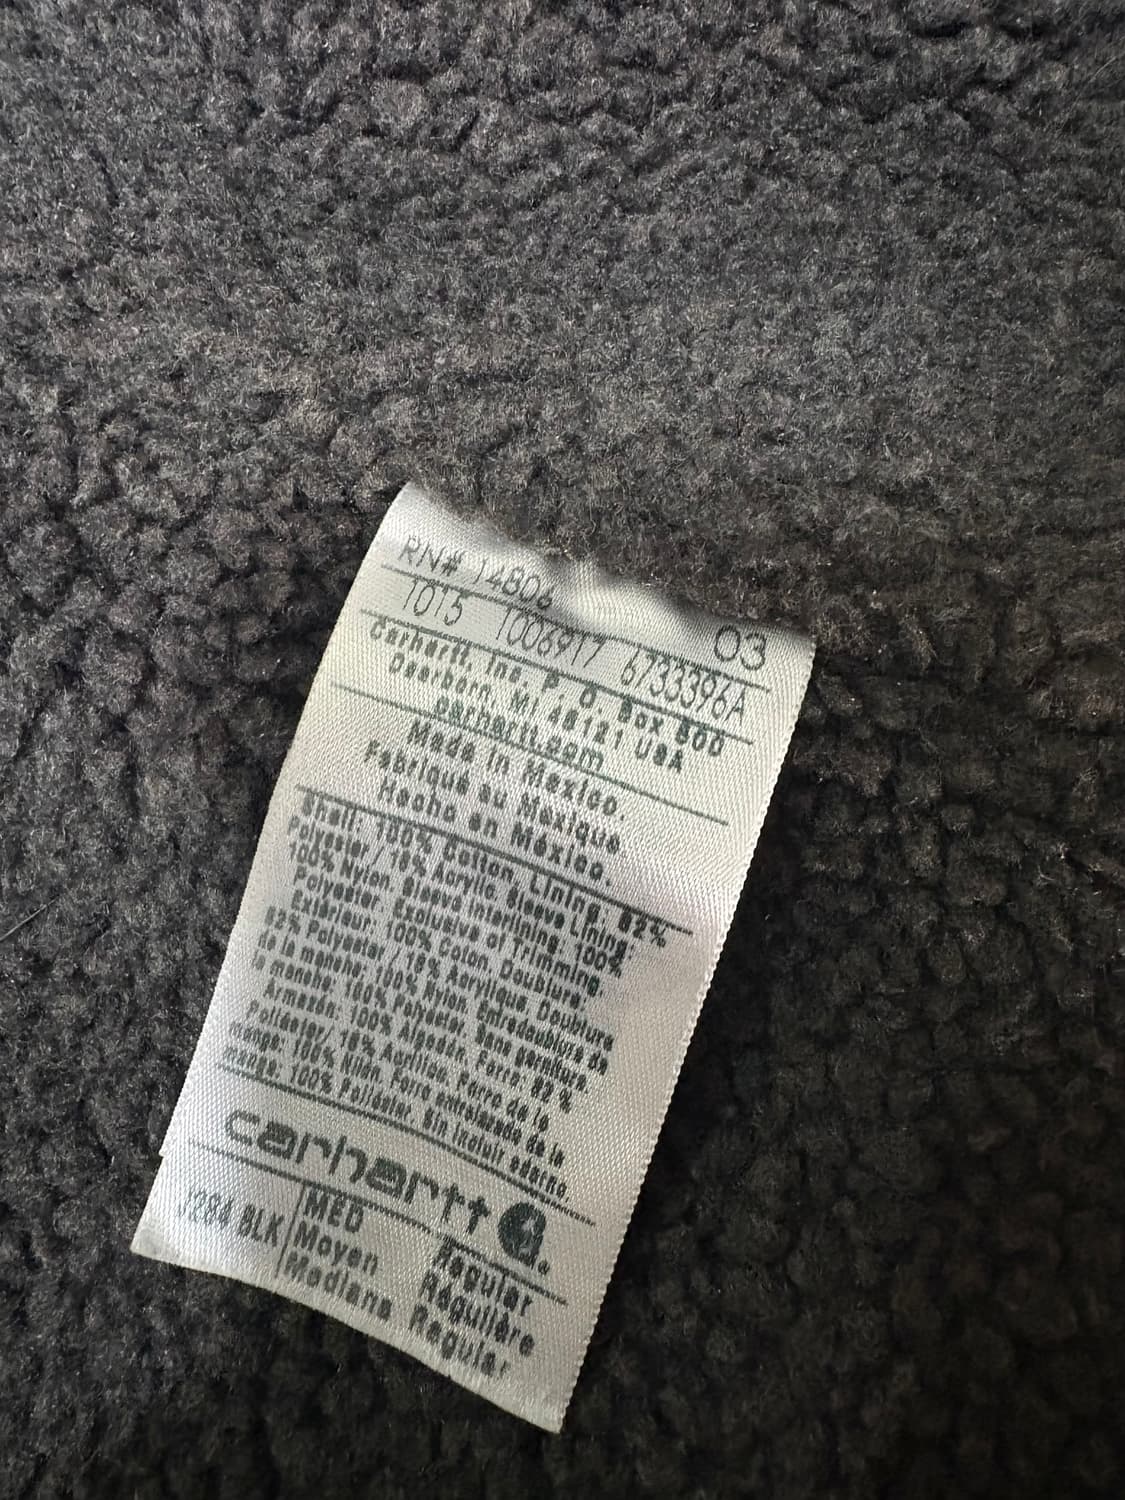 RN# 14806 03
1015 1006917 6733396A
Carhartt, Inc. P. O. Box 600
Dearborn, MI 48121 USA
carhartt.com
Made in Mexico.
Fabriqué au Mexique
Hecho en México.
Shell: 100% Cotton, Lining: 82%
Polyester / 18% Acrylic, Sleeve Lining:
100% Nylon, Sleeve Interlining, 100%
Polyester. Exclusive of Trimming.
Extérieur: 100% Coton, Doublure:
82% Polyester / 18% Acrylique, Doublure
de la manche: 100% Nylon, Entredoublure de
la manche: 100% Polyester. Sans garniture.
Armazón: 100% Algodón, Forro: 82 %
Poliéster/ 18% Acrílico, Forro de la
manga: 100% Nilón, Forro entrelazado de la
manga: 100% Poliéster. Sin incluir adorno.
carhartt
J284 BLK MED Regular
Moyen Régulière
Mediana Regular